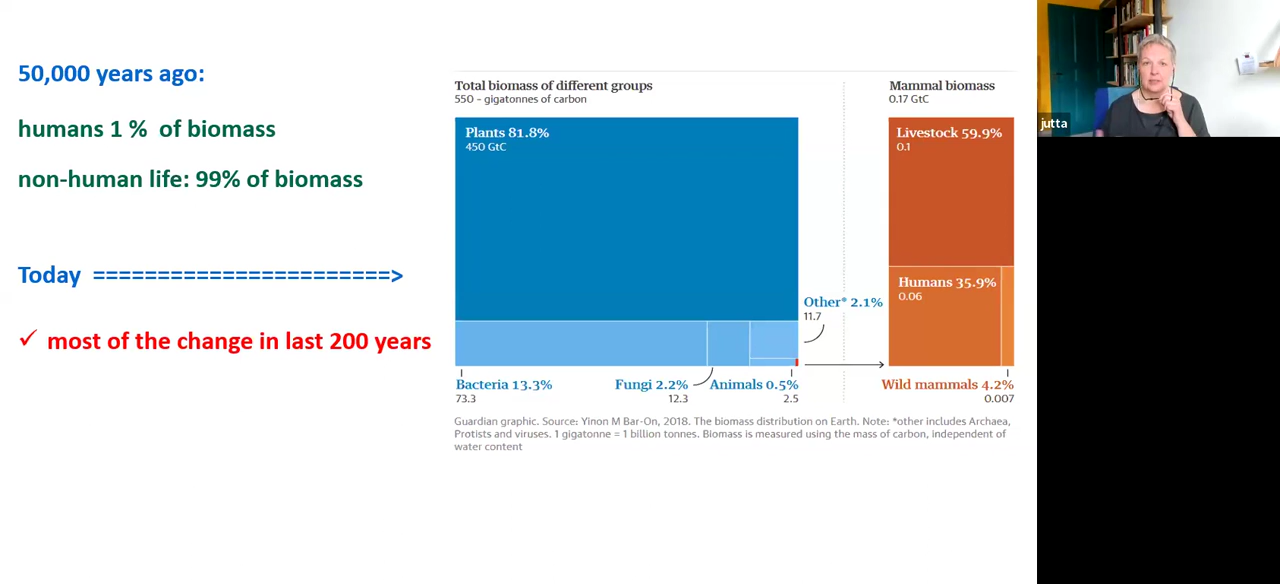 50,000 years ago:
humans 1 % of biomass
non-human life: 99% of biomass
Today ======================>
✓ most of the change in last 200 years
Total biomass of different groups
550 - gigatonnes of carbon
Plants 81.8%
450 GtC
Other* 2.1%
11.7
Bacteria 13.3%
73.3
Fungi 2.2%
12.3
Animals 0.5%
2.5
Mammal biomass
0.17 GtC
Livestock 59.9%
0.1
Humans 35.9%
0.06
Wild mammals 4.2%
0.007
Guardian graphic. Source: Yinon M Bar-On, 2018. The biomass distribution on Earth. Note: *other includes Archaea,
Protists and viruses. 1 gigatonne = 1 billion tonnes. Biomass is measured using the mass of carbon, independent of
water content
jutta